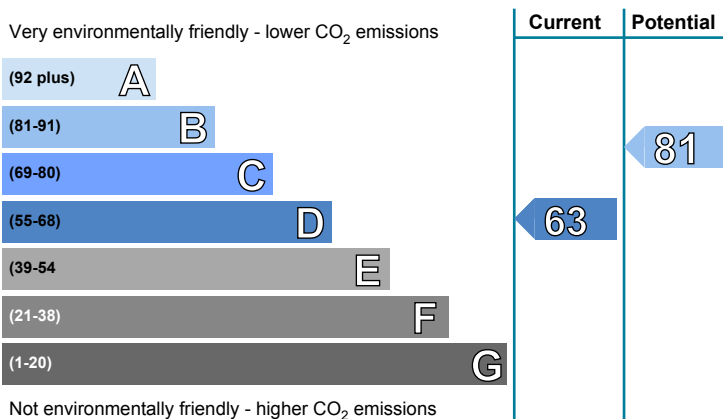 Current Potential
Very environmentally friendly - lower CO2 emissions
(92 plus) A
(81-91) B
81
(69-80) C
(55-68) D 63
(39-54 E
(21-38) F
(1-20) G
Not environmentally friendly - higher CO2 emissions